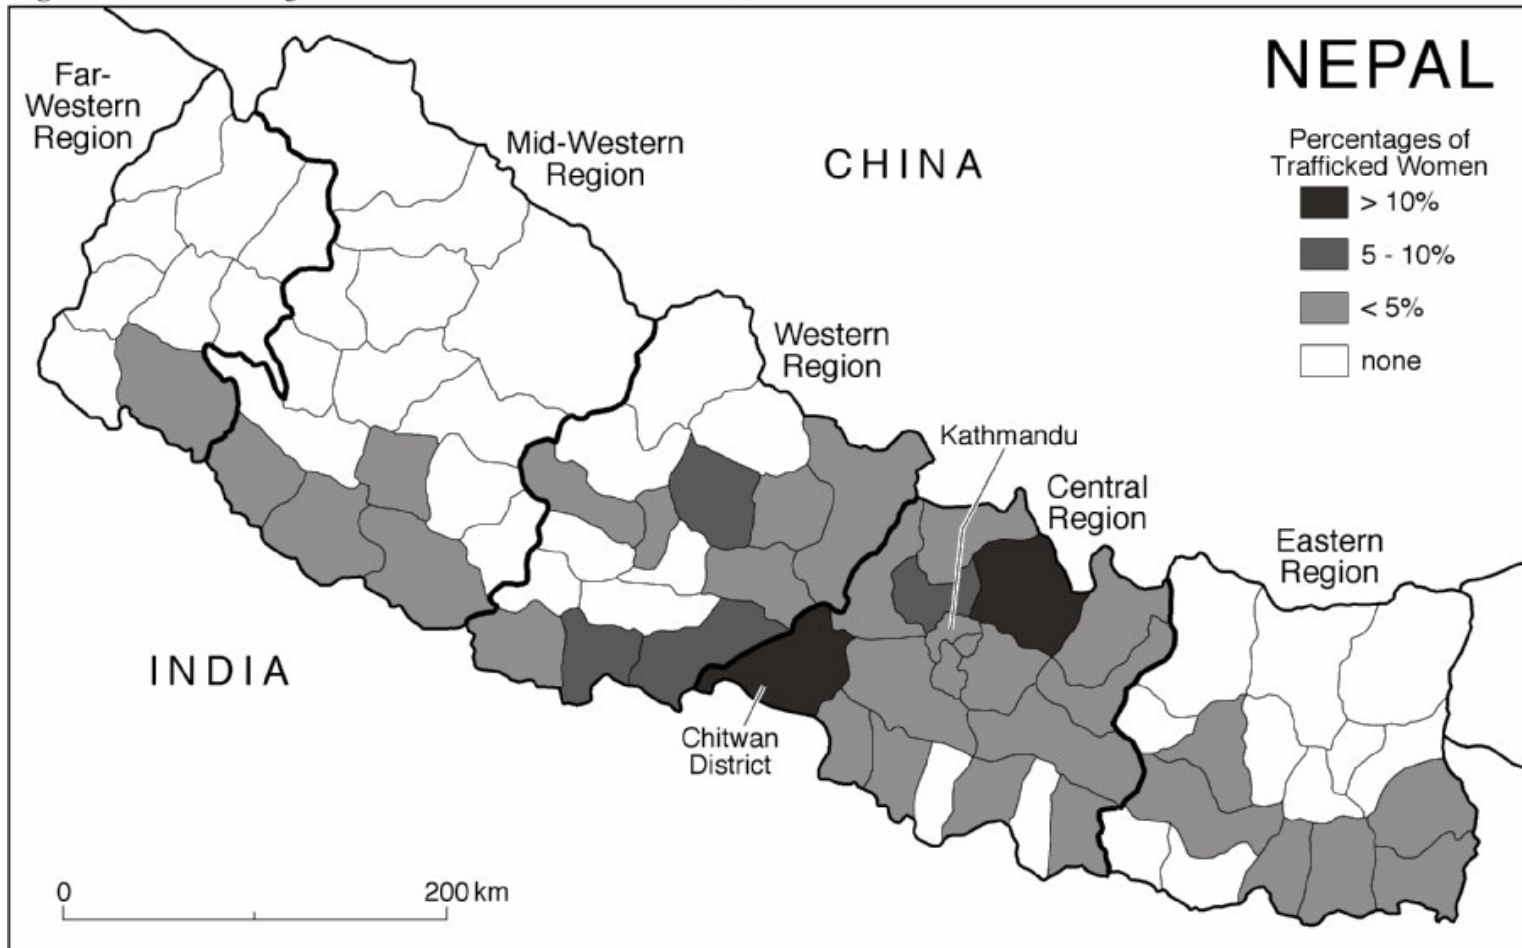 NEPAL
Far-
Western
Region
Mid-Western
Region
CHINA
Percentages of
Trafficked Women
> 10%
5 - 10%
< 5%
none
Western
Region
Kathmandu
Central
Region
Eastern
Region
INDIA
Chitwan
District
0 200 km